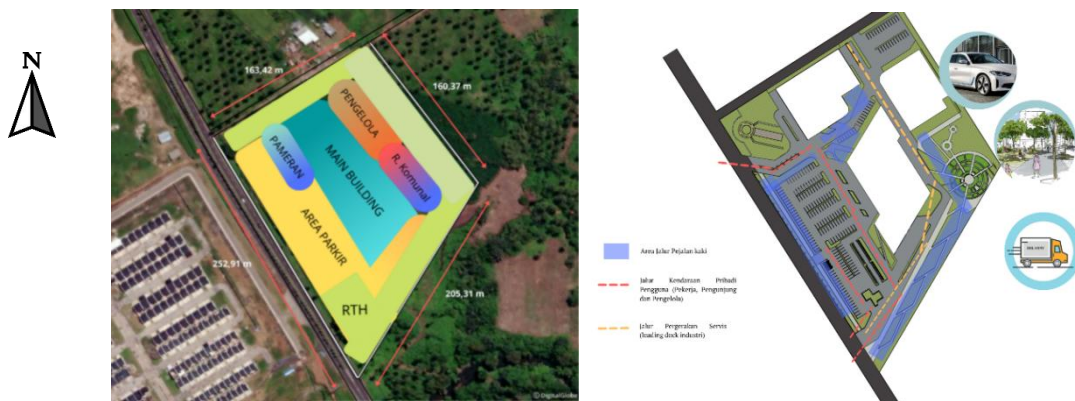 N
163,42 m
160,37 m
PENGELOLA
PAMERAN
MAIN BUILDING
R. Komunal
AREA PARKIR
252,91 m
205,31 m
RTH
© DigitalGlobe
Area Jalur Pejalan kaki
Jalur Kendaraan Pribadi
Pengguna (Pekerja, Pengunjung
dan Pengelola)
Jalur Pergerakan Servis
(loading dock industri)